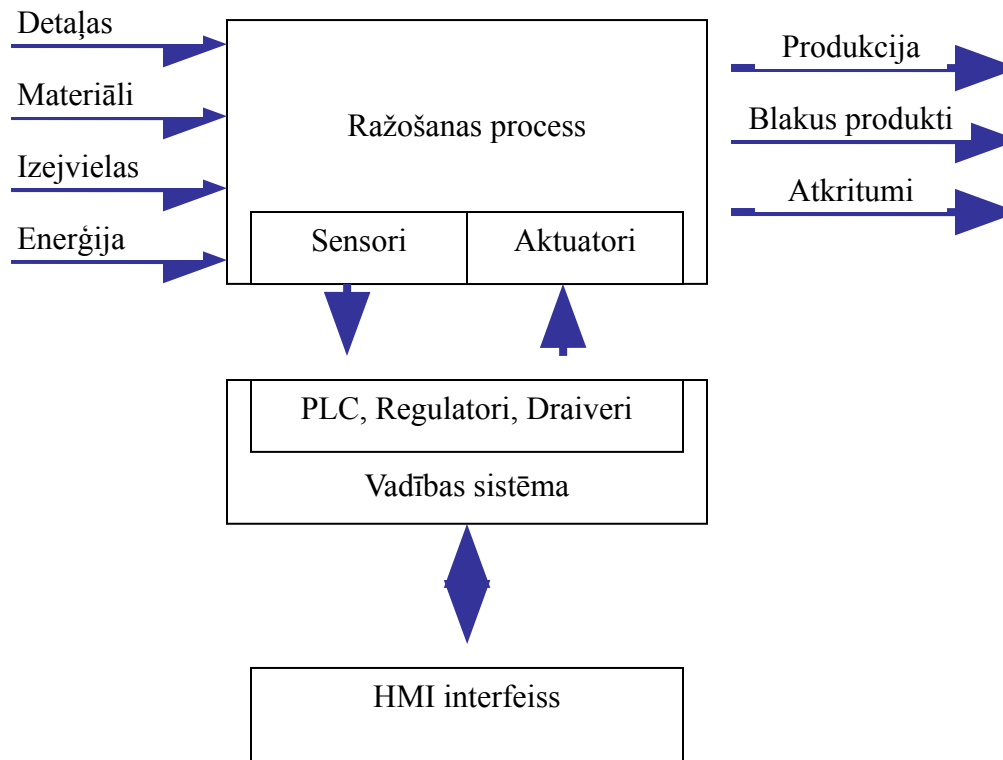 Detaļas
Materiāli
Izejvielas
Enerģija
Ražošanas process
Sensori
Aktuatori
Produkcija
Blakus produkti
Atkritumi
PLC, Regulatori, Draiveri
Vadības sistēma
HMI interfeiss